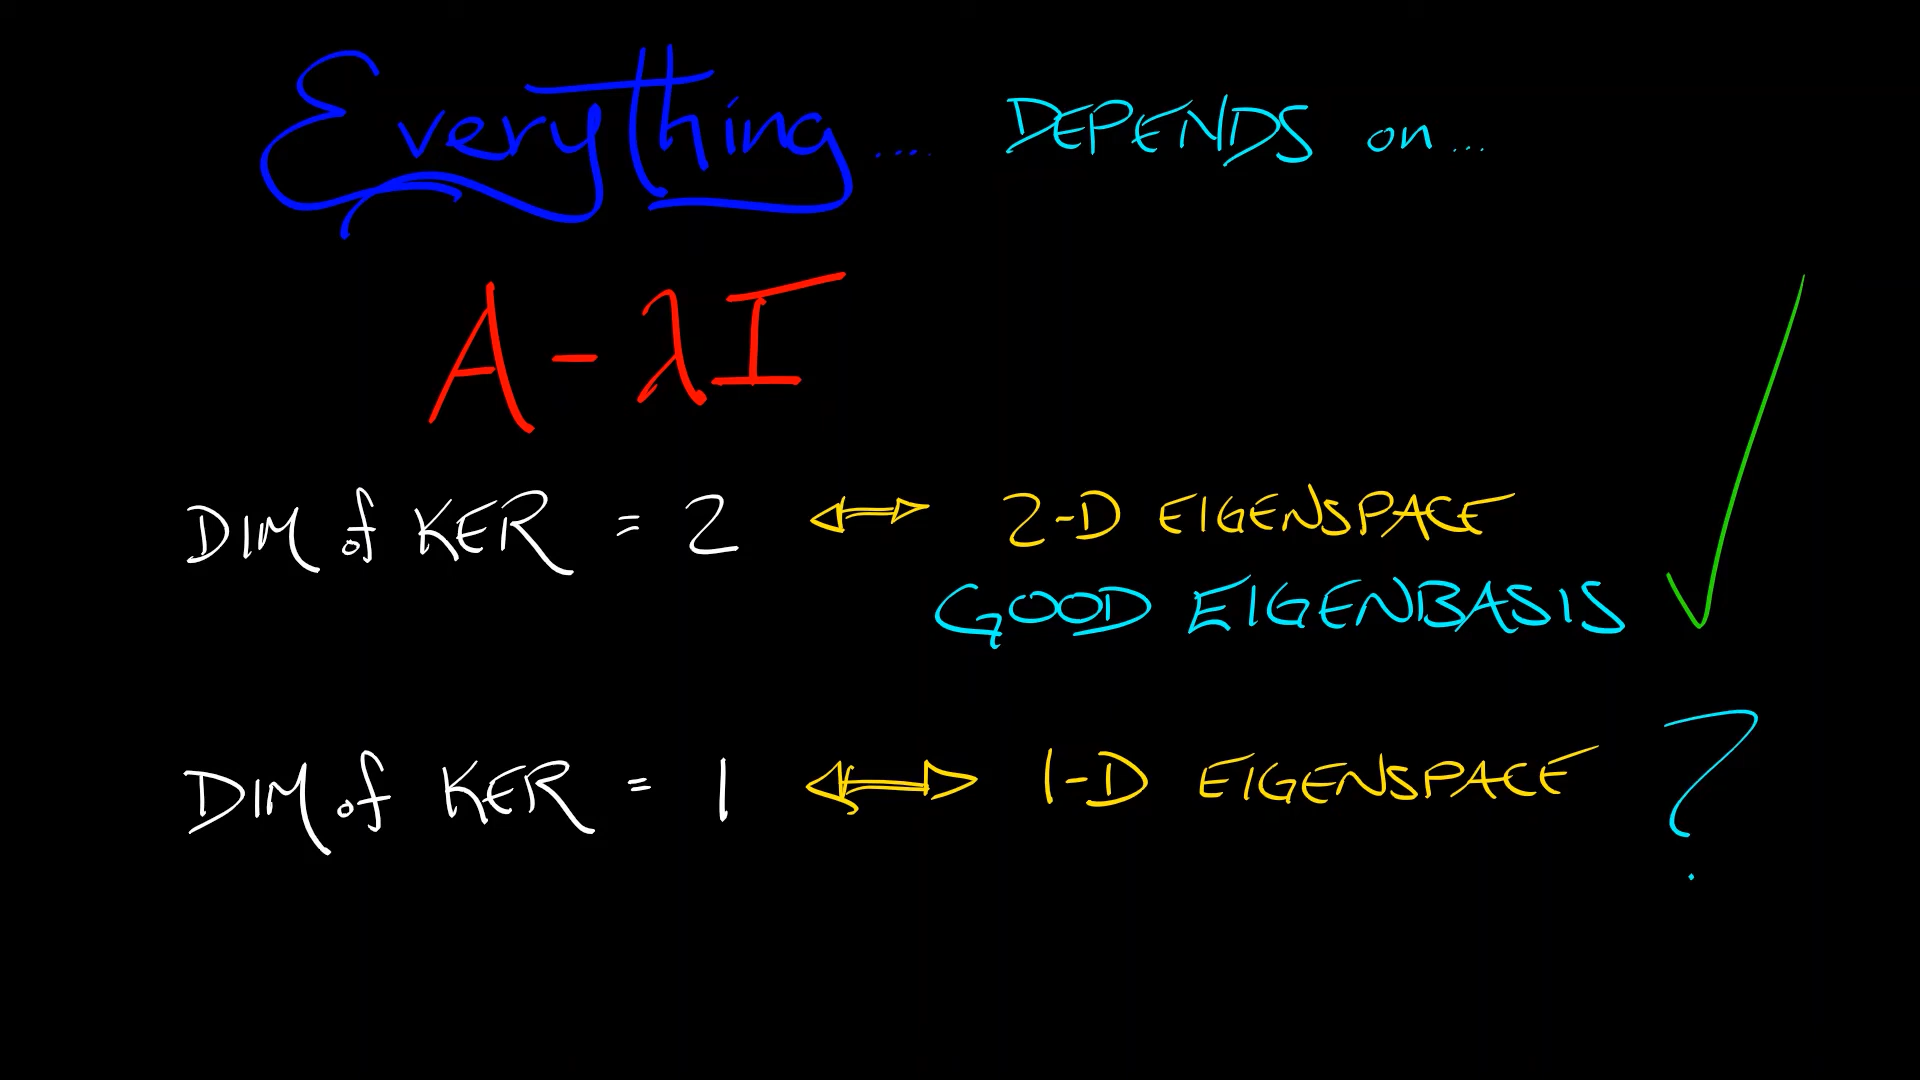 Everything.... DEPENDS on...
A - λI
DIM of KER = 2 ⟺ 2-D EIGENSPACE
GOOD EIGENBASIS ✓
DIM of KER = 1 ⟺ 1-D EIGENSPACE ?